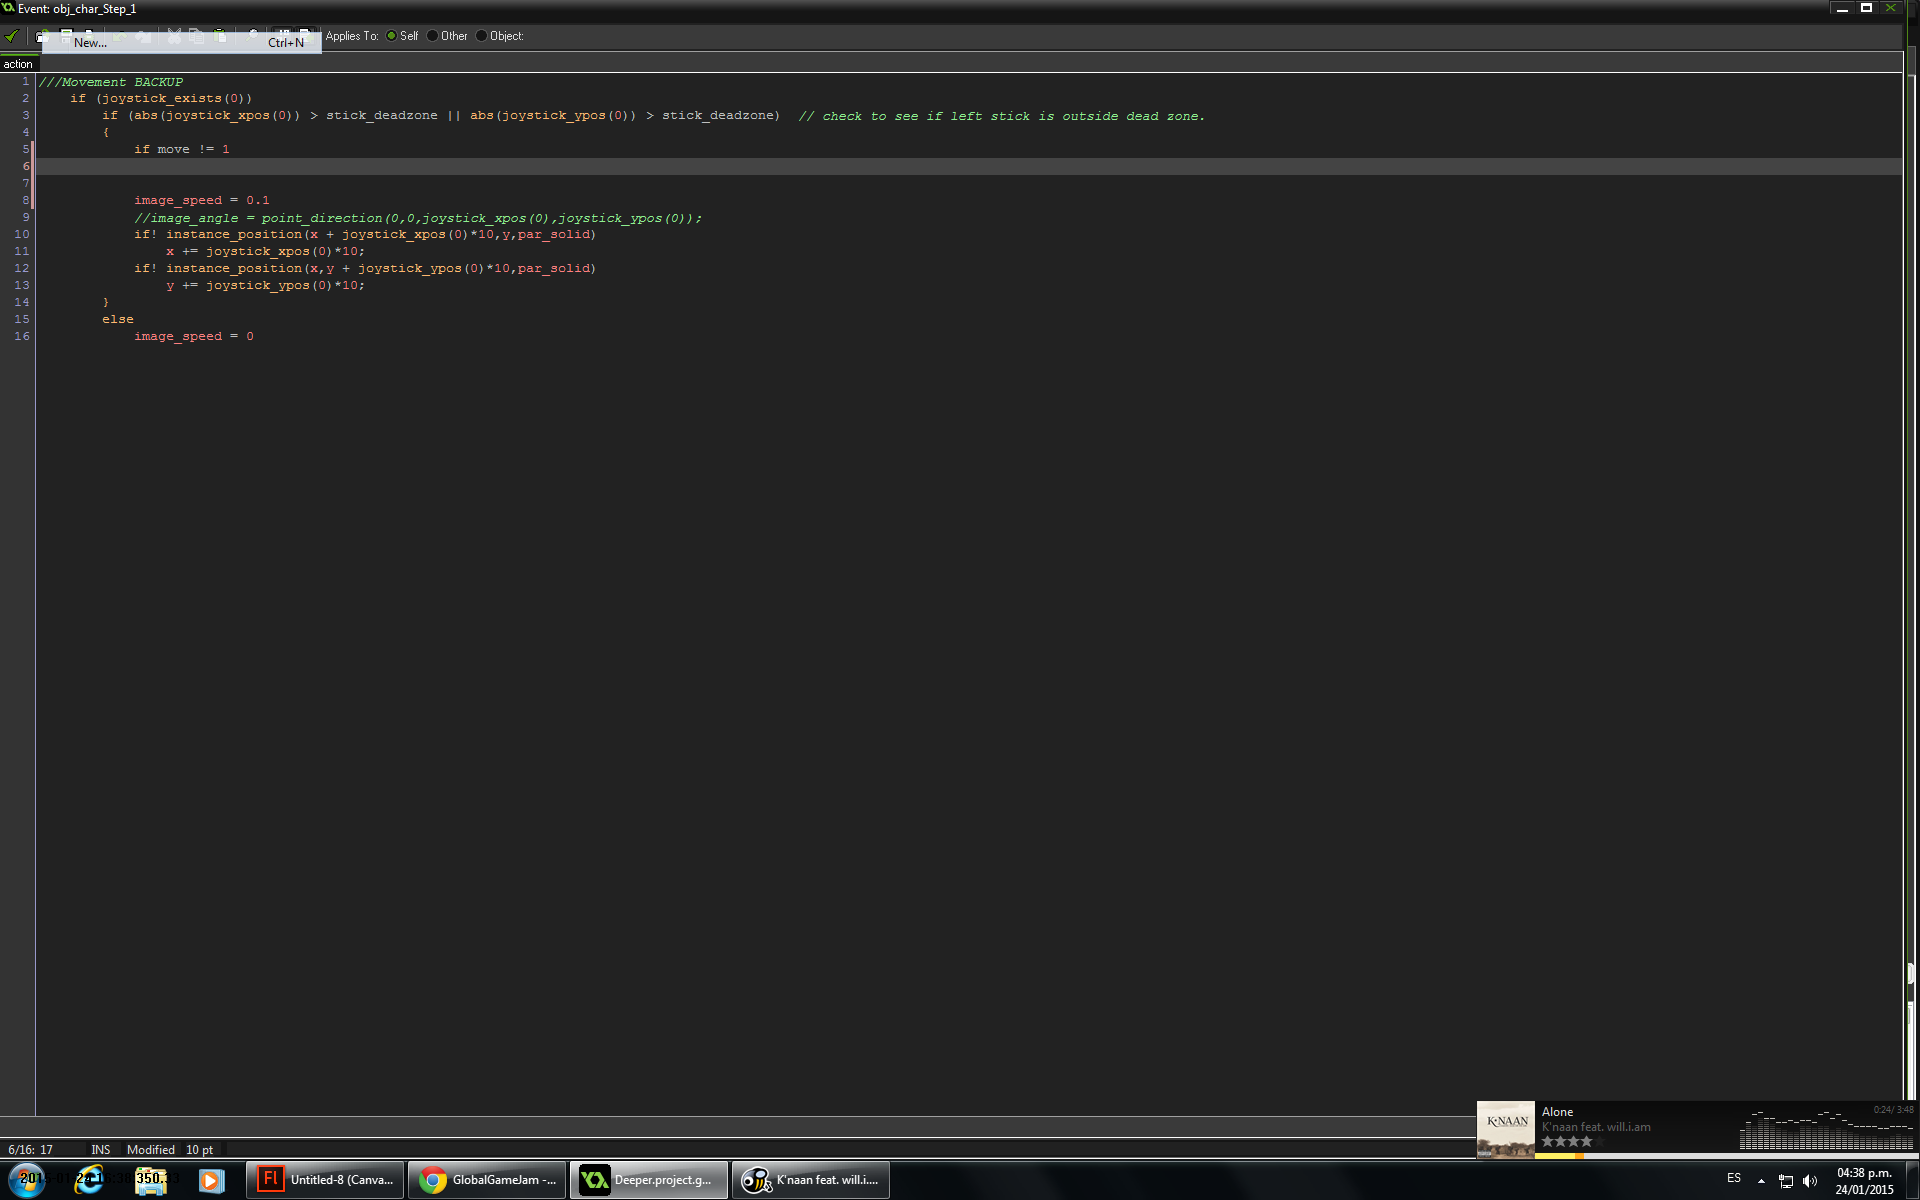 Event: obj_char_Step_1
New... Ctrl+N Applies To: Self Other Object:
action
1 ///Movement BACKUP
2 if (joystick_exists(0))
3 if (abs(joystick_xpos(0)) > stick_deadzone || abs(joystick_ypos(0)) > stick_deadzone) // check to see if left stick is outside dead zone.
4 {
5 if move != 1
6
7
8 image_speed = 0.1
9 //image_angle = point_direction(0,0,joystick_xpos(0),joystick_ypos(0));
10 if! instance_position(x + joystick_xpos(0)*10,y,par_solid)
11 x += joystick_xpos(0)*10;
12 if! instance_position(x,y + joystick_ypos(0)*10,par_solid)
13 y += joystick_ypos(0)*10;
14 }
15 else
16 image_speed = 0
K'NAAN
Alone 0:24/ 3:48
K'naan feat. will.i.am
6/16: 17 INS Modified 10 pt
Untitled-8 (Canva...
GlobalGameJam -...
Deeper.project.g...
K'naan feat. will.i....
Fl
ES
04:38 p.m.
24/01/2015